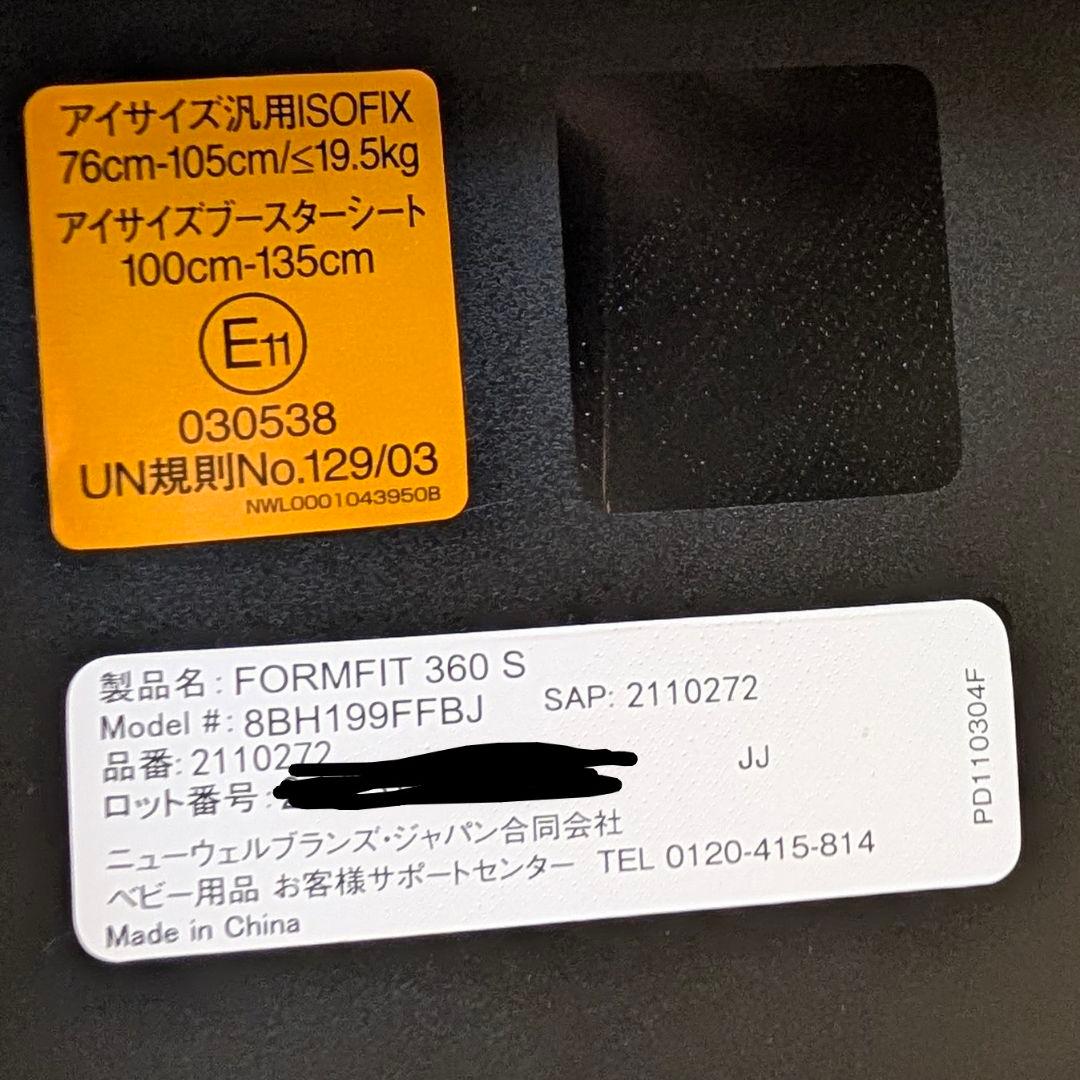 アイサイズ汎用ISOFIX
76cm-105cm/≤19.5kg
アイサイズブースターシート
100cm-135cm
E11
030538
UN規則No.129/03
NWL0001043950B
製品名: FORMFIT 360 S
Model #: 8BH199FFBJ
SAP: 2110272
品番: 2110272
JJ
ロット番号:
ニューウェルブランズ・ジャパン合同会社
ベビー用品 お客様サポートセンター TEL 0120-415-814
Made in China
PD110304F